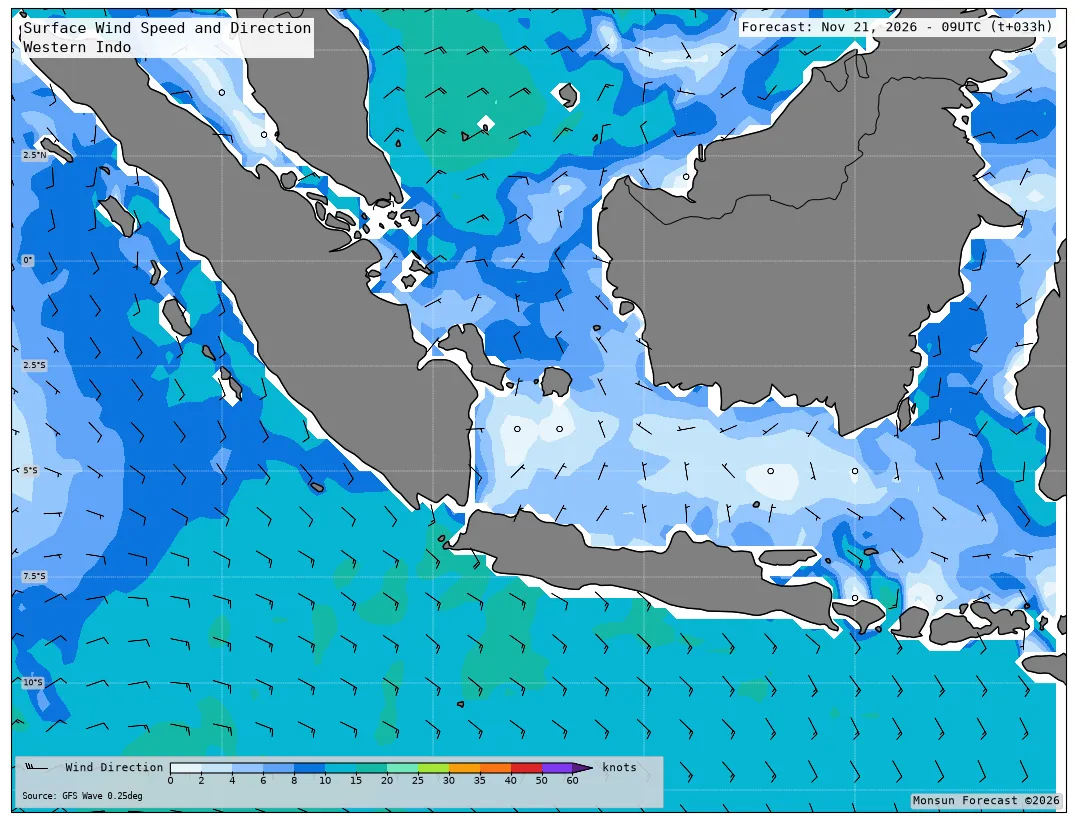 Surface Wind Speed and Direction
Western Indo
Forecast: Nov 21, 2026 - 09UTC (t+033h)
2.5°N
0°
2.5°S
5°S
7.5°S
10°S
Wind Direction
0 2 4 6 8 10 15 20 25 30 35 40 50 60
knots
Source: GFS Wave 0.25deg
Monsun Forecast ©2026